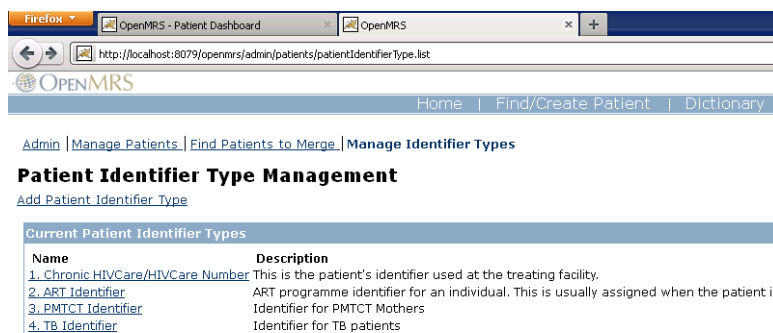 Firefox
OpenMRS - Patient Dashboard × OpenMRS × +
http://localhost:8079/openmrs/admin/patients/patientIdentifierType.list
OPENMRS
Home | Find/Create Patient | Dictionary
Admin | Manage Patients | Find Patients to Merge | Manage Identifier Types
Patient Identifier Type Management
Add Patient Identifier Type
Current Patient Identifier Types
Name Description
1. Chronic HIVCare/HIVCare Number This is the patient's identifier used at the treating facility.
2. ART Identifier ART programme identifier for an individual. This is usually assigned when the patient i
3. PMTCT Identifier Identifier for PMTCT Mothers
4. TB Identifier Identifier for TB patients